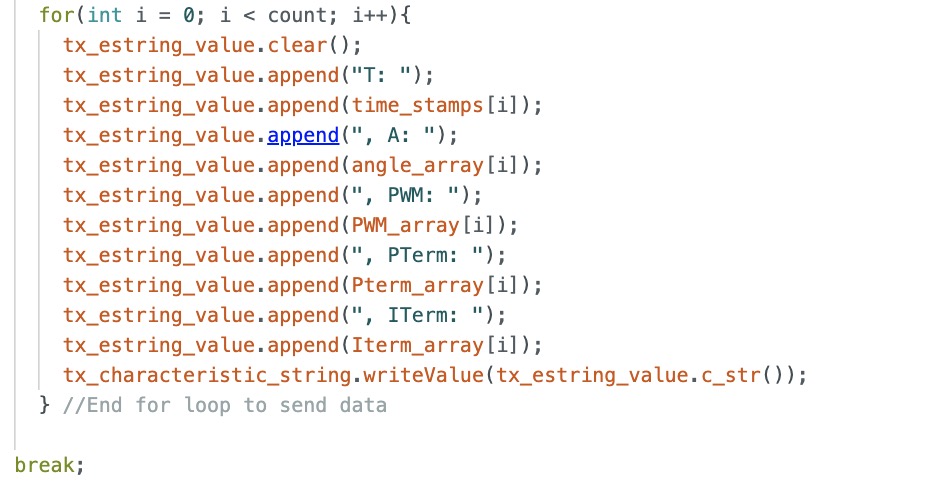 for(int i = 0; i < count; i++){
tx_estring_value.clear();
tx_estring_value.append("T: ");
tx_estring_value.append(time_stamps[i]);
tx_estring_value.append(", A: ");
tx_estring_value.append(angle_array[i]);
tx_estring_value.append(", PWM: ");
tx_estring_value.append(PWM_array[i]);
tx_estring_value.append(", PTerm: ");
tx_estring_value.append(Pterm_array[i]);
tx_estring_value.append(", ITerm: ");
tx_estring_value.append(Iterm_array[i]);
tx_characteristic_string.writeValue(tx_estring_value.c_str());
} //End for loop to send data
break;